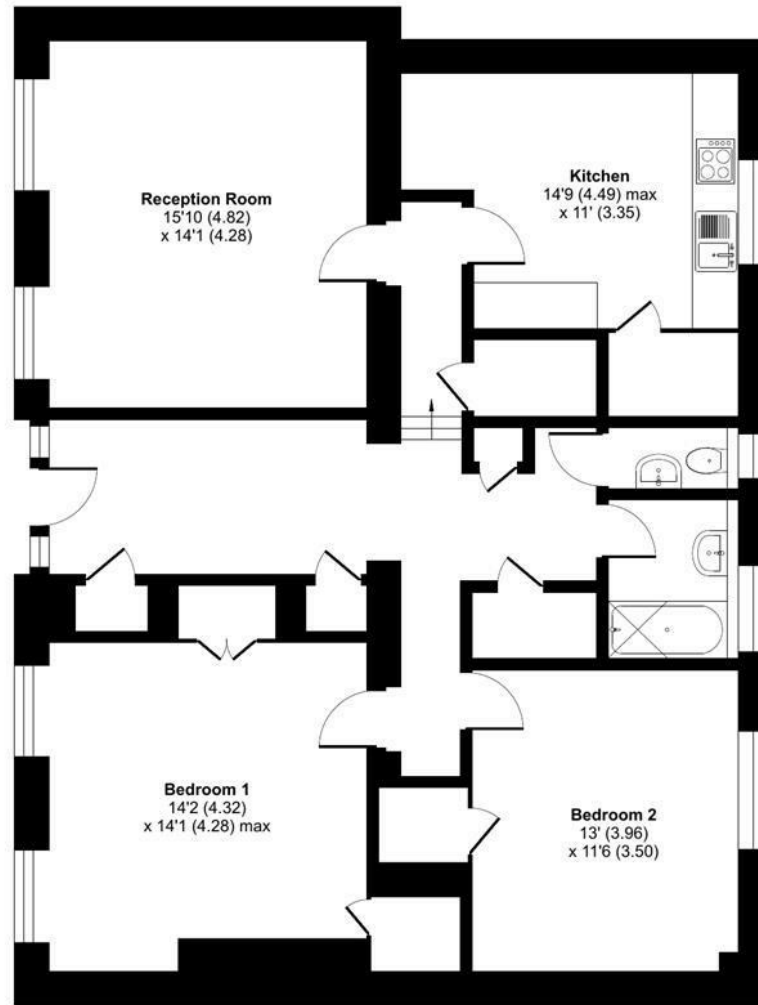 Reception Room
15'10 (4.82)
x 14'1 (4.28)
Kitchen
14'9 (4.49) max
x 11' (3.35)
Bedroom 1
14'2 (4.32)
x 14'1 (4.28) max
Bedroom 2
13' (3.96)
x 11'6 (3.50)